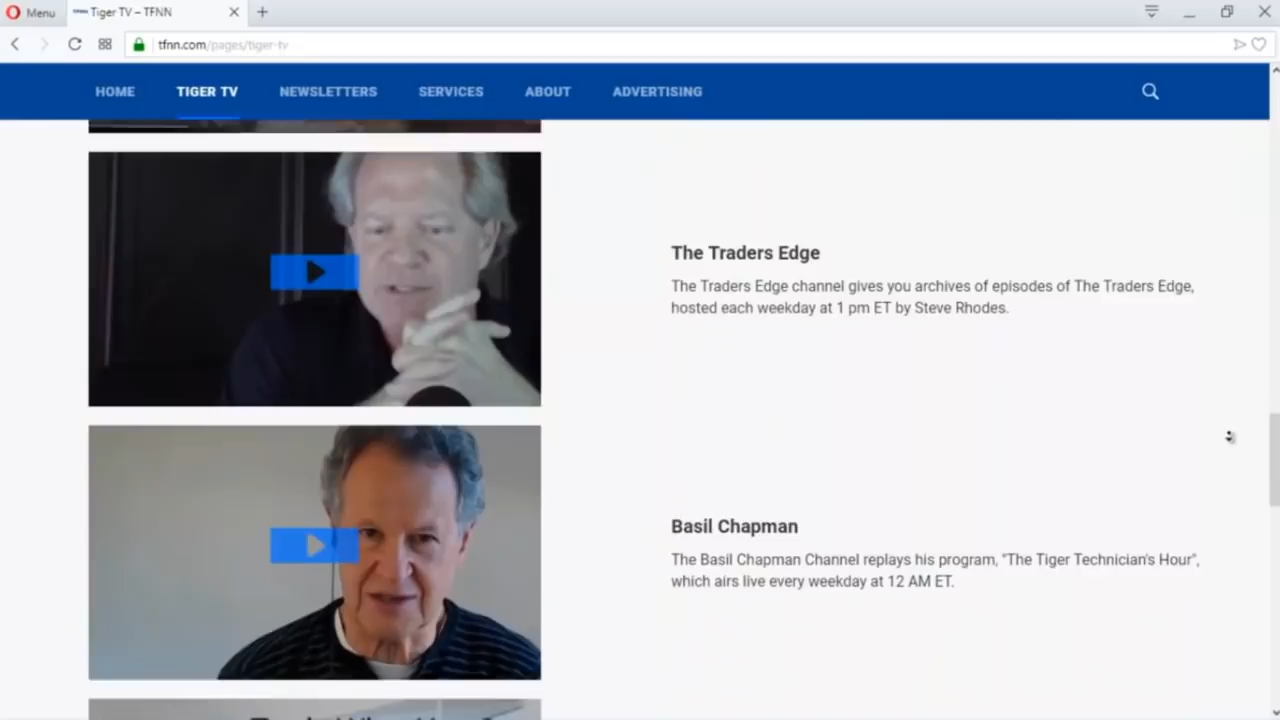 Menu
Tiger TV – TFNN
tfnn.com/pages/tiger-tv
HOME TIGER TV NEWSLETTERS SERVICES ABOUT ADVERTISING
The Traders Edge
The Traders Edge channel gives you archives of episodes of The Traders Edge,
hosted each weekday at 1 pm ET by Steve Rhodes.
Basil Chapman
The Basil Chapman Channel replays his program, "The Tiger Technician's Hour",
which airs live every weekday at 12 AM ET.